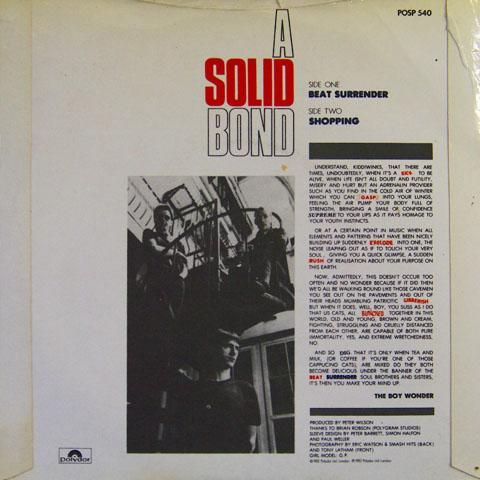 POSP 540
A
SOLID
BOND
SIDE ONE
BEAT SURRENDER
SIDE TWO
SHOPPING
UNDERSTAND, KIDDIWINKS, THAT THERE ARE
TIMES, UNDOUBTEDLY, WHEN IT'S A TO BE
ALIVE. WHEN LIFE ISN'T ALL DOUBT AND FUTILITY,
MISERY AND HURT BUT AN ADRENALIN PROVIDER
SUCH AS YOU FIND IN THE COLD AIR OF WINTER
WHICH YOU CAN GASP INTO YOUR LUNGS,
FEELING THE AIR PUMP YOUR BODY FULL OF
STRENGTH, BRINGING A SMILE OF CONFIDENCE
SUPREME TO YOUR LIPS AS IT PAYS HOMAGE TO
YOUR YOUTH INSTINCTS.
OR AT A CERTAIN POINT IN MUSIC WHEN ALL
ELEMENTS AND PATTERNS THAT HAVE BEEN NICELY
BUILDING UP SUDDENLY EXPLODE INTO ONE, THE
NOISE LEAPING OUT AS IF TO TOUCH YOUR VERY
SOUL, GIVING YOU A QUICK GLIMPSE, A SUDDEN
RUSH OF REALISATION ABOUT YOUR PURPOSE ON
THIS EARTH.
NOW, ADMITTEDLY, THIS DOESN'T OCCUR TOO
OFTEN AND NO WONDER BECAUSE IF IT DID THEN
WE'D ALL BE WALKING ROUND LIKE THOSE CAVEMEN
YOU SEE OUT ON THE PAVEMENTS AND OUT OF
THEIR HEADS MUMBLING PATRIOTIC GIBBERISH
BUT WHEN IT DOES, WELL, BOY, YOU SUSS AS I DO
THAT US CATS, ALL BUNCHED TOGETHER IN THIS
WORLD, OLD AND YOUNG, BROWN AND CREAM,
FIGHTING, STRUGGLING AND CRUELLY DISTANCED
FROM EACH OTHER, ARE CAPABLE OF BOTH PURE
IMMORTALITY, YES, AND EXTREME WRETCHEDNESS,
NO.
AND SO DIG THAT IT'S ONLY WHEN TEA AND
MILK, (OR COFFEE IF YOU'RE ONE OF THOSE
CAPPUCINO CATS), ARE MIXED DO THEY BOTH
BECOME DELICIOUS UNDER THE BANNER OF THE
BEAT SURRENDER SOUL BROTHERS AND SISTERS,
IT'S THEN YOU MAKE YOUR MIND UP.
THE BOY WONDER
PRODUCED BY PETER WILSON
THANKS TO BRIAN ROBSON (POLYGRAM STUDIOS)
SLEEVE DESIGN BY PETER BARRETT, SIMON HALFON
AND PAUL WELLER
PHOTOGRAPHY BY ERIC WATSON & SMASH HITS (BACK)
AND TONY LATHAM (FRONT)
GIRL MODEL: G.P.
℗ 1982 Polydor Ltd. London © 1982 Polydor Ltd. London
Polydor